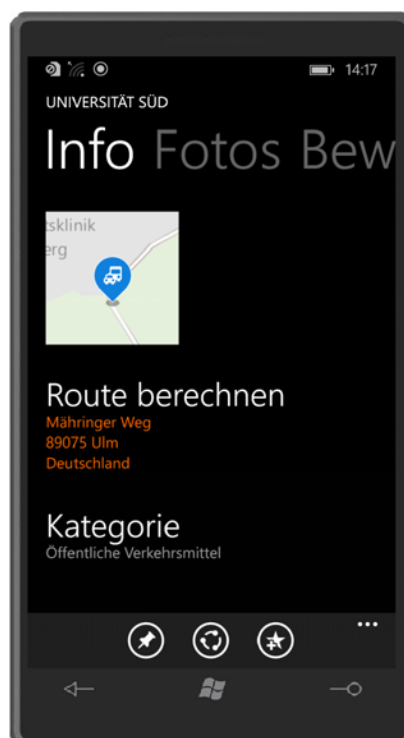 14:17
UNIVERSITÄT SÜD
Info Fotos Bew
tsklinik
erg
Route berechnen
Mähringer Weg
89075 Ulm
Deutschland
Kategorie
Öffentliche Verkehrsmittel